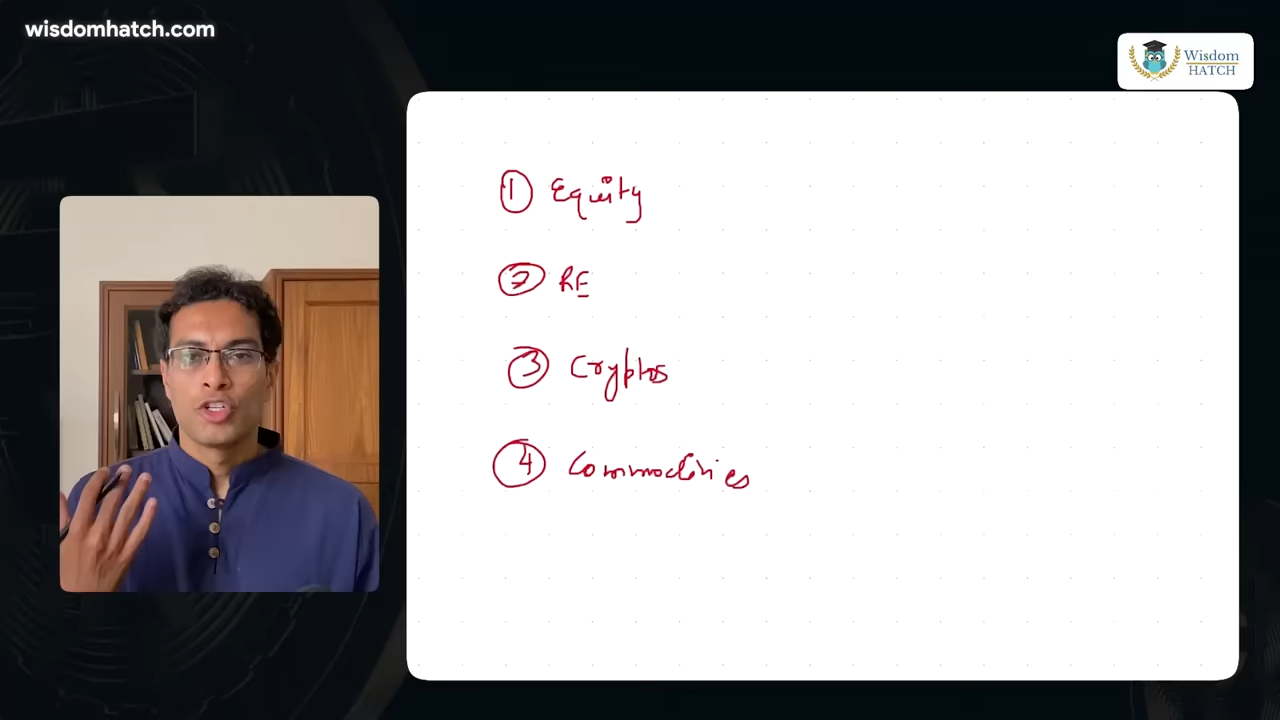 wisdomhatch.com
Wisdom
HATCH
1 Equity
2 RE
3 Cryptos
4 Commodities